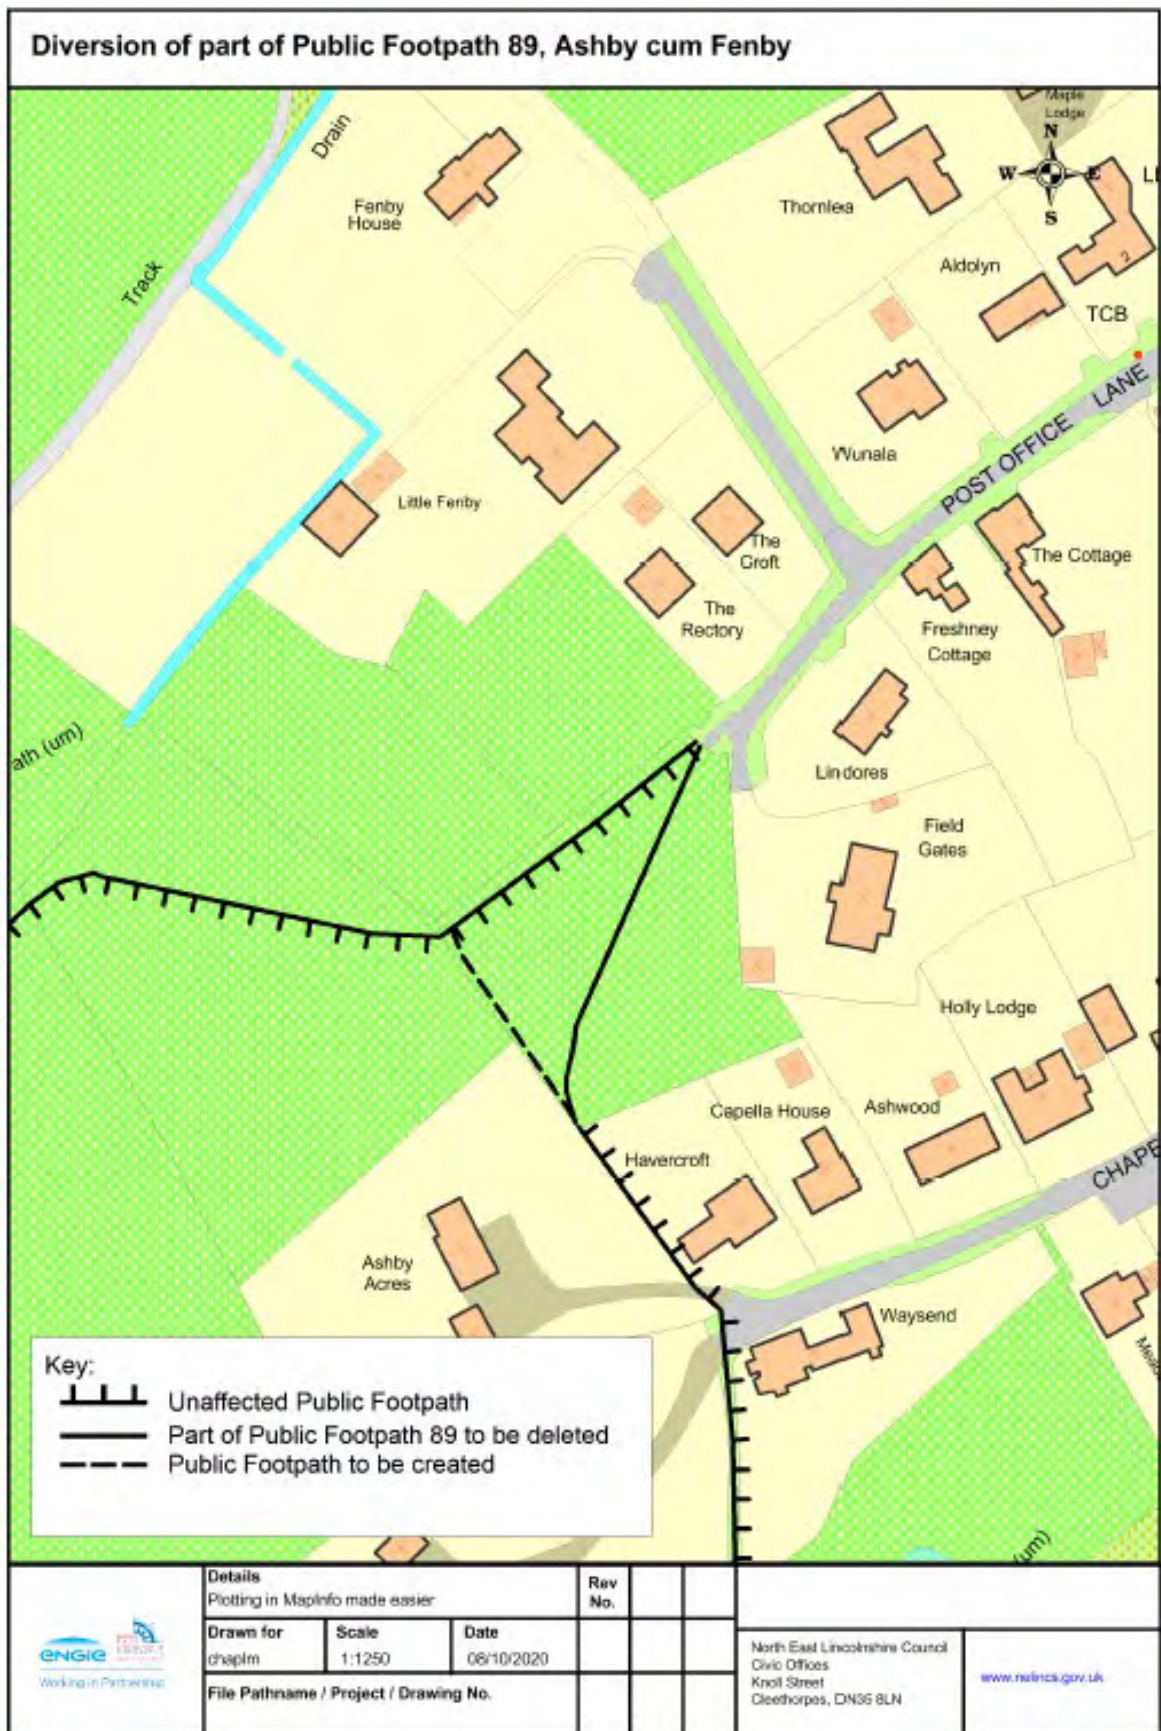 Diversion of part of Public Footpath 89, Ashby cum Fenby
Maple
Lodge
N
W
E
S
Drain
Fenby
House
Thornlea
Track
Aldolyn
2
TCB
POST OFFICE LANE
Wunala
Little Fenby
The
Croft
The Cottage
The
Rectory
Freshney
Cottage
ath (um)
Lindores
Field
Gates
Holly Lodge
Capella House
Ashwood
Havercroft
CHAPE
Ashby
Acres
Waysend
Key:
Unaffected Public Footpath
Part of Public Footpath 89 to be deleted
Public Footpath to be created
(um)
Details
Plotting in MapInfo made easier
Rev
No.
Drawn for
Scale
Date
chaplm
1:1250
08/10/2020
File Pathname / Project / Drawing No.
ENGIE
Working in Partnership
North East Lincolnshire Council
Civic Offices
Knoll Street
Cleethorpes, DN35 8LN
www.nelincs.gov.uk